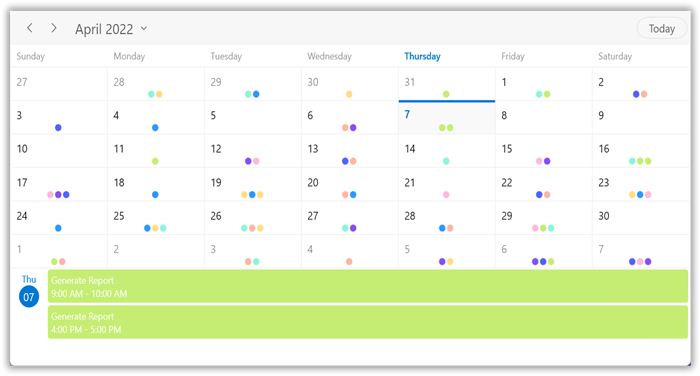 April 2022 Today
Sunday Monday Tuesday Wednesday Thursday Friday Saturday
27 28 29 30 31 1 2
3 4 5 6 7 8 9
10 11 12 13 14 15 16
17 18 19 20 21 22 23
24 25 26 27 28 29 30
1 2 3 4 5 6 7
Thu
07
Generate Report
9:00 AM - 10:00 AM
Generate Report
4:00 PM - 5:00 PM